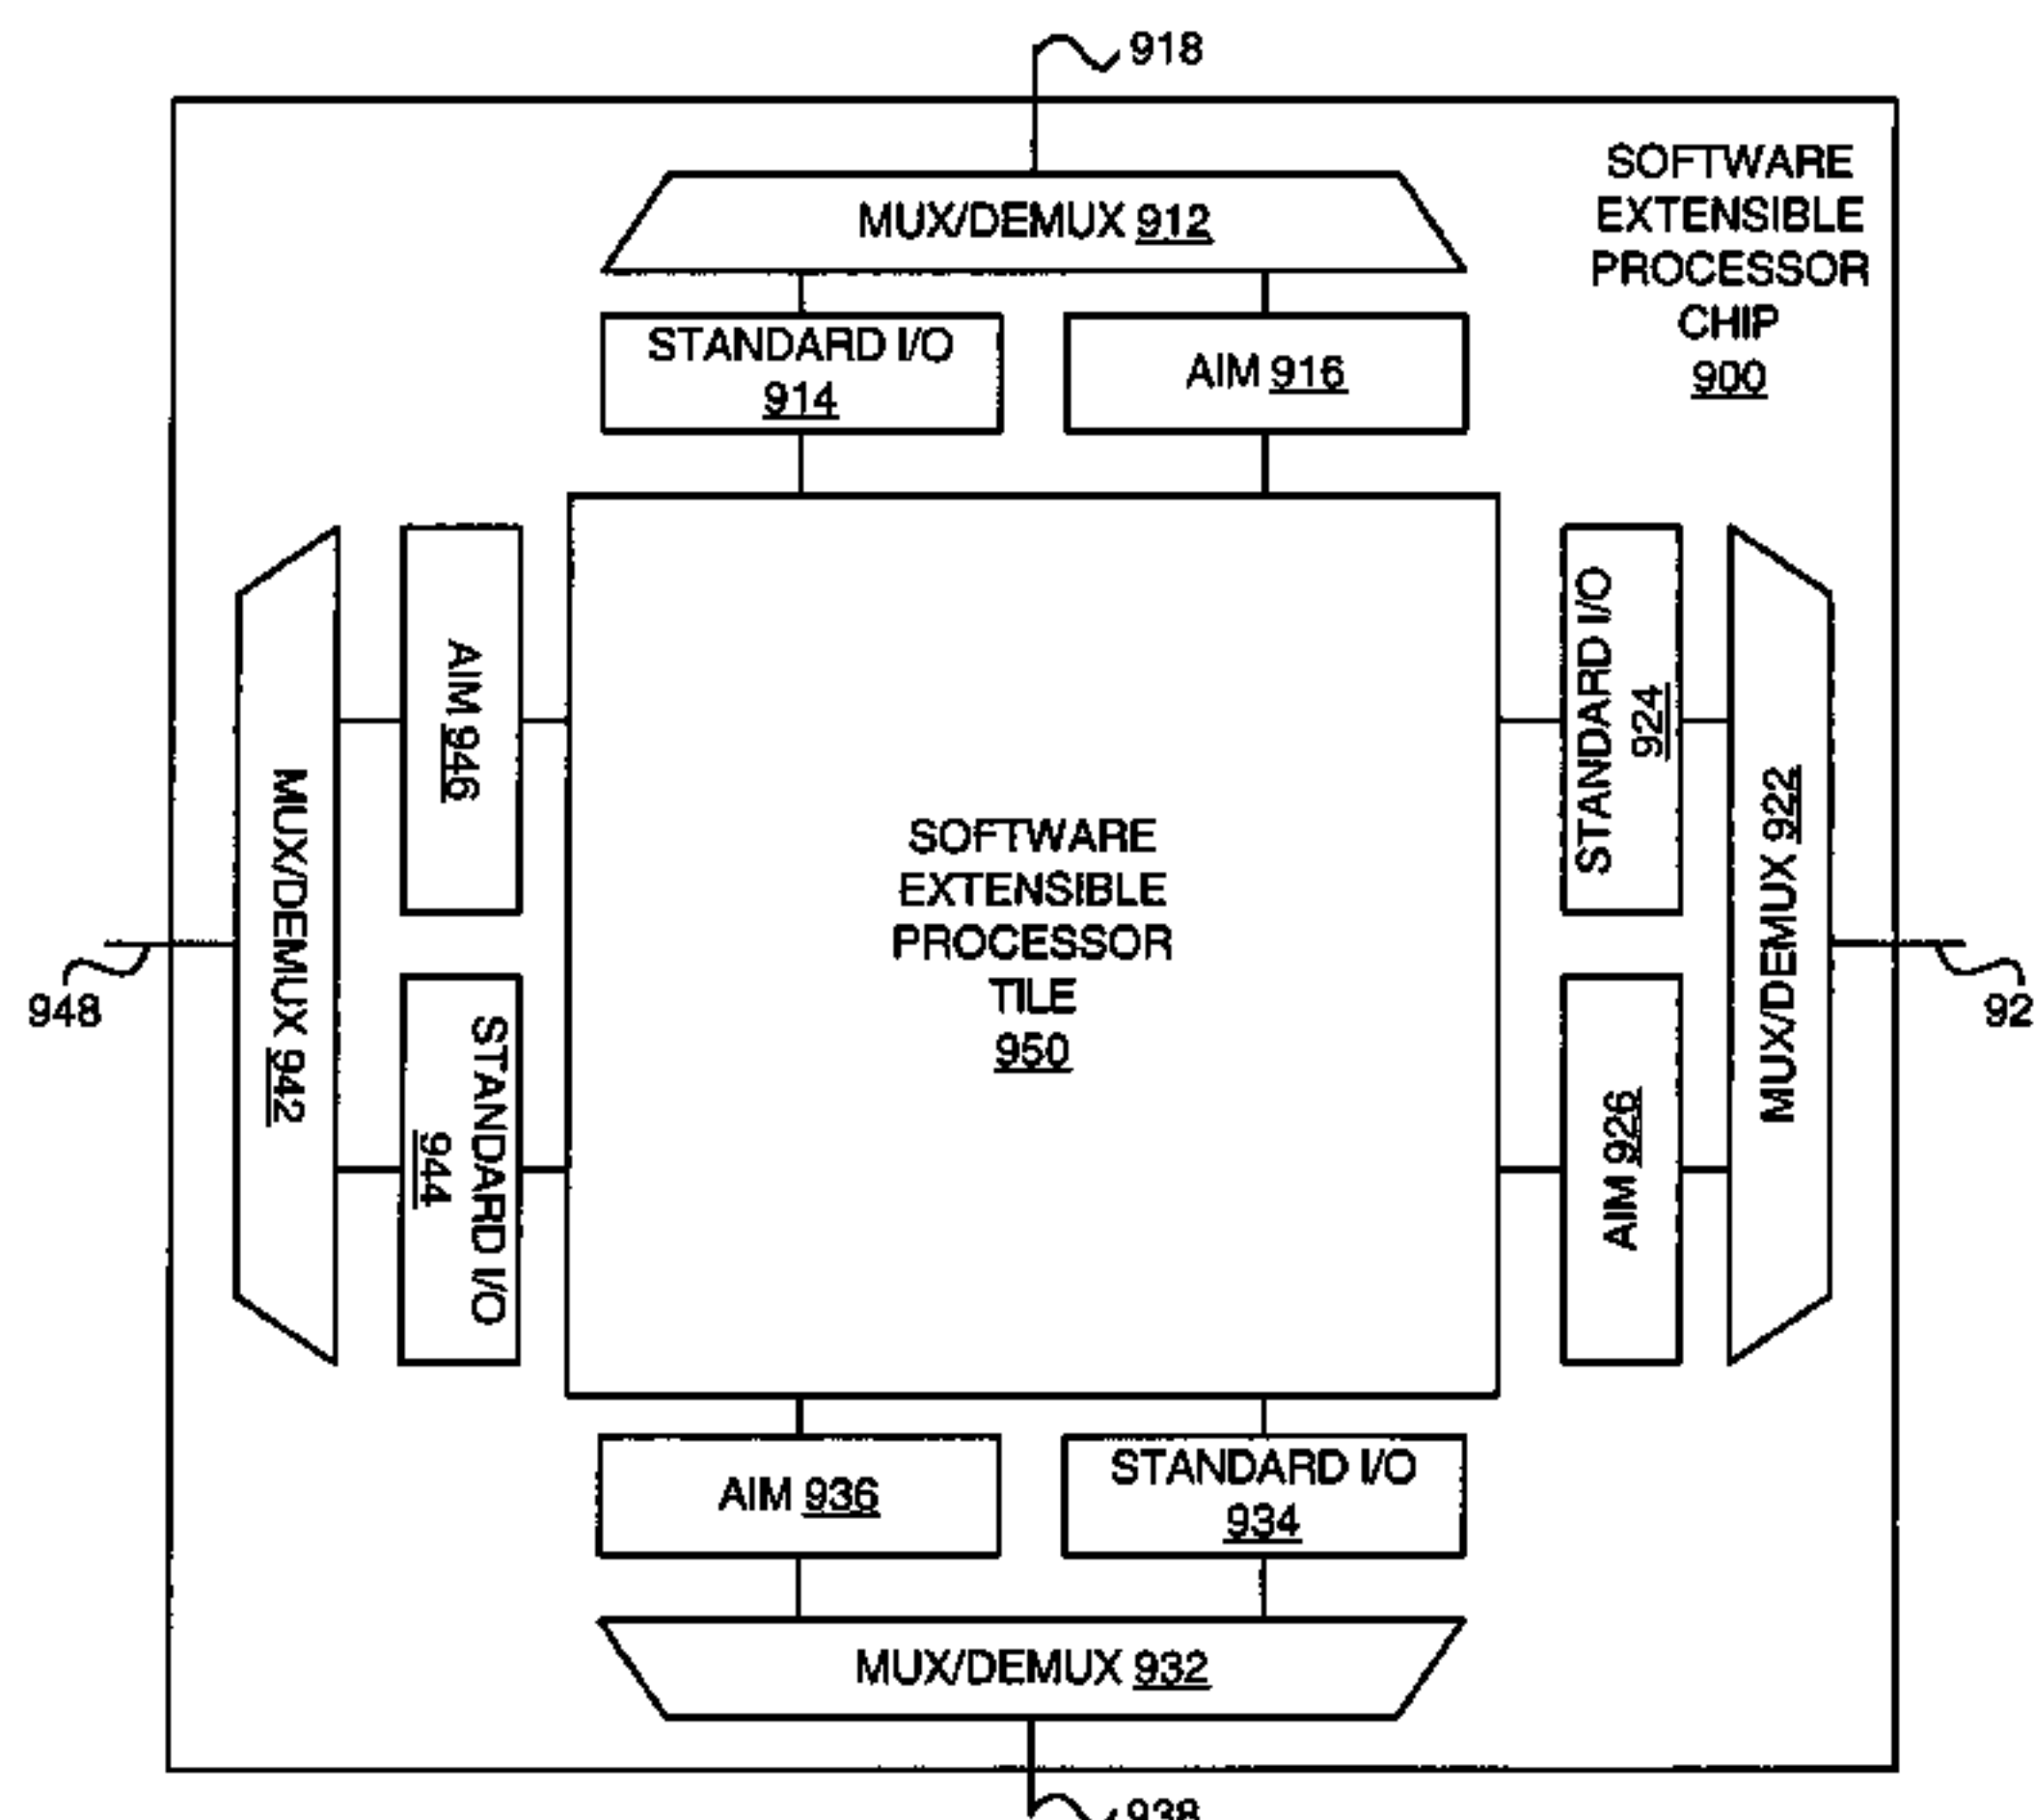 918
SOFTWARE
EXTENSIBLE
PROCESSOR
CHIP
900
MUX/DEMUX 912
STANDARD I/O
914
AIM 916
AIM 946
STANDARD I/O
924
MUX/DEMUX 942
MUX/DEMUX 922
SOFTWARE
EXTENSIBLE
PROCESSOR
TILE
950
948
92
STANDARD I/O
944
AIM 926
AIM 936
STANDARD I/O
934
MUX/DEMUX 932
938